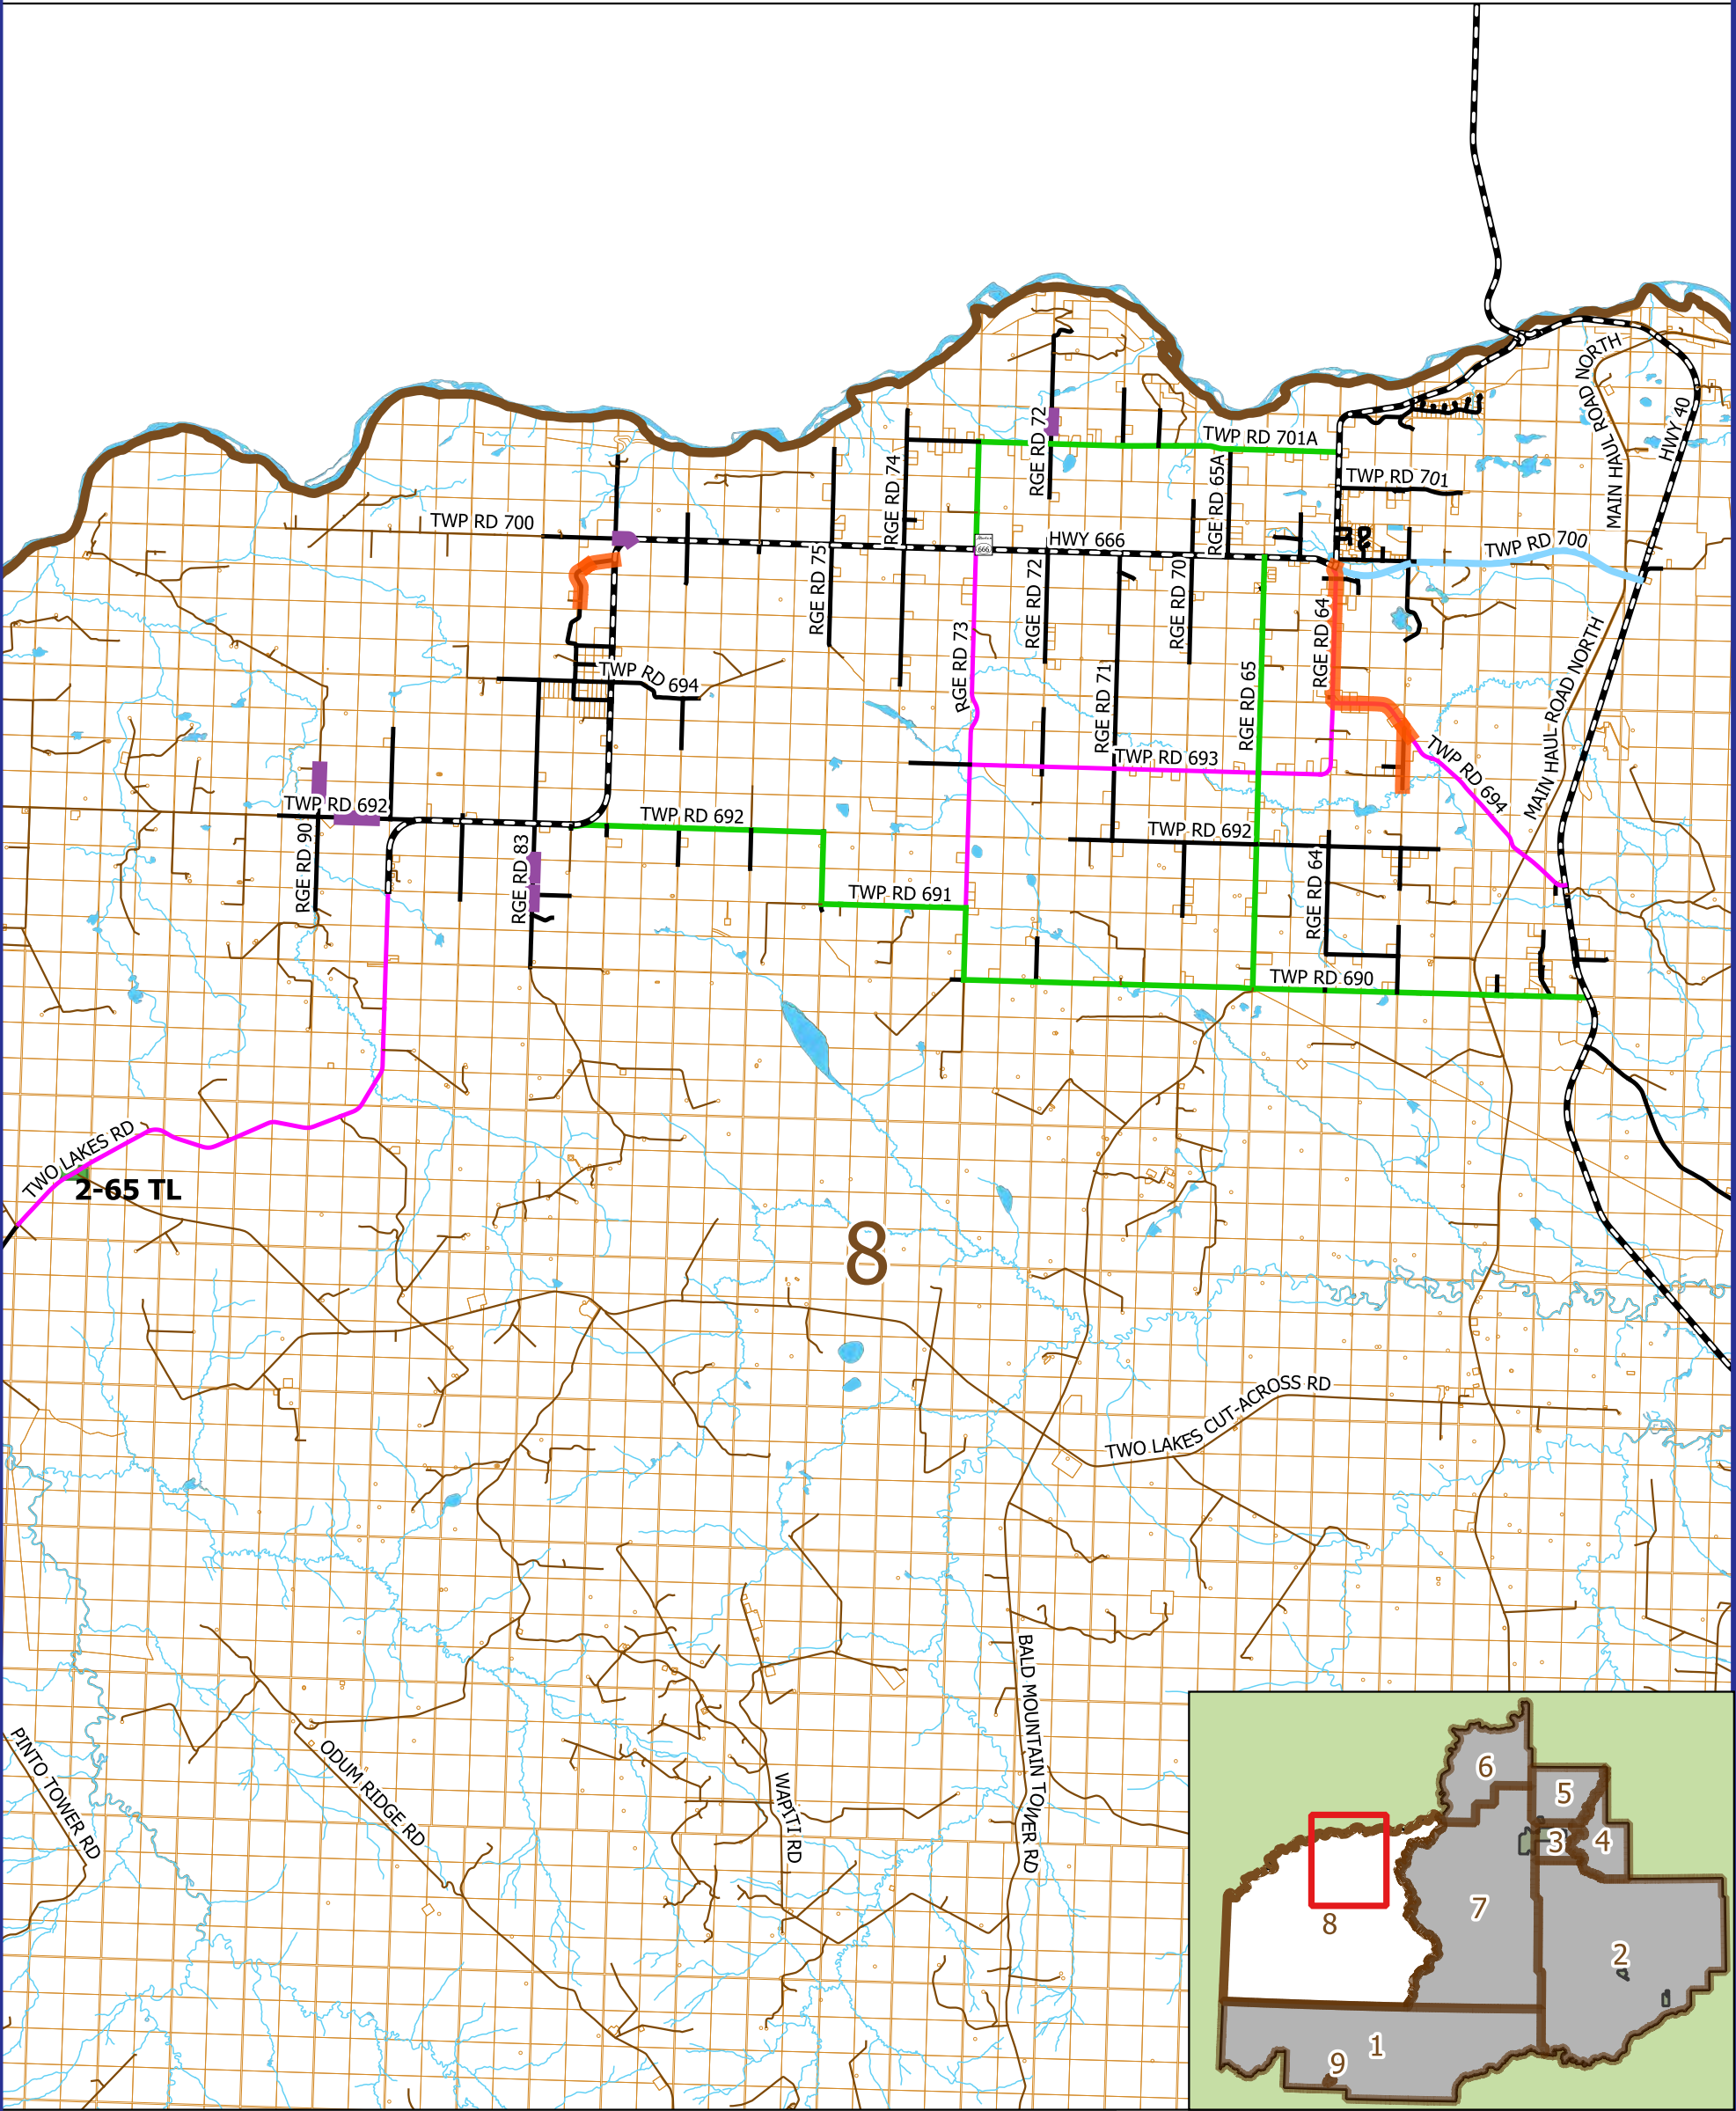 MAIN HAUL ROAD NORTH
HWY 40
RGE RD 72
TWP RD 701A
RGE RD 74
RGE RD 65A
TWP RD 701
TWP RD 700
HWY 666
666
TWP RD 700
RGE RD 75
RGE RD 72
RGE RD 70
RGE RD 64
RGE RD 73
TWP RD 694
RGE RD 71
RGE RD 65
MAIN HAUL ROAD NORTH
TWP RD 693
TWP RD 694
TWP RD 692
TWP RD 692
TWP RD 692
RGE RD 90
RGE RD 83
TWP RD 691
RGE RD 64
TWP RD 690
TWO LAKES RD
2-65 TL
8
TWO LAKES CUT-ACROSS RD
BALD MOUNTAIN TOWER RD
PINTO TOWER RD
ODUM RIDGE RD
WAPITI RD
6
5
3
4
7
8
2
1
9